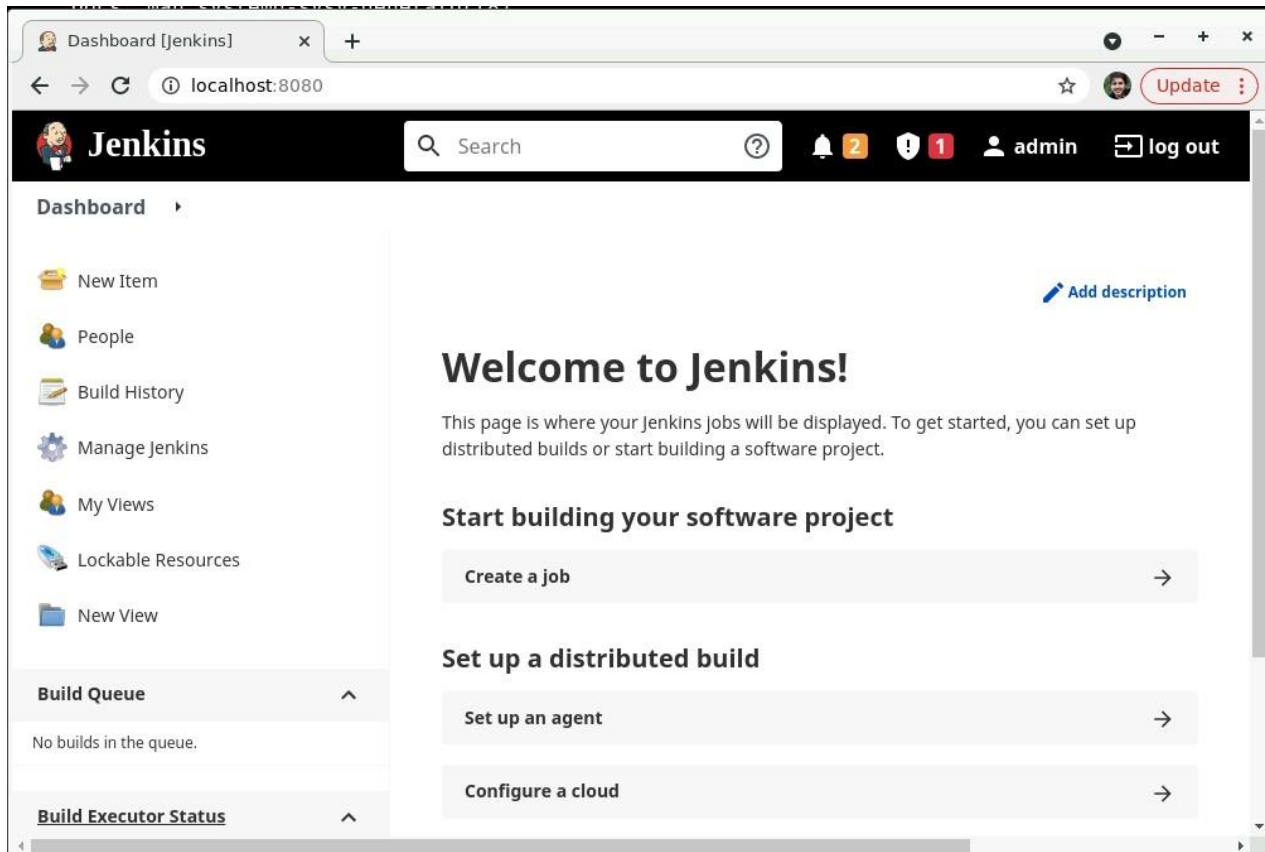 Dashboard [Jenkins]
localhost:8080
Update
Jenkins
Search
2
1
admin
log out
Dashboard
New Item
People
Build History
Manage Jenkins
My Views
Lockable Resources
New View
Build Queue
No builds in the queue.
Build Executor Status
Add description
Welcome to Jenkins!
This page is where your Jenkins jobs will be displayed. To get started, you can set up
distributed builds or start building a software project.
Start building your software project
Create a job
Set up a distributed build
Set up an agent
Configure a cloud